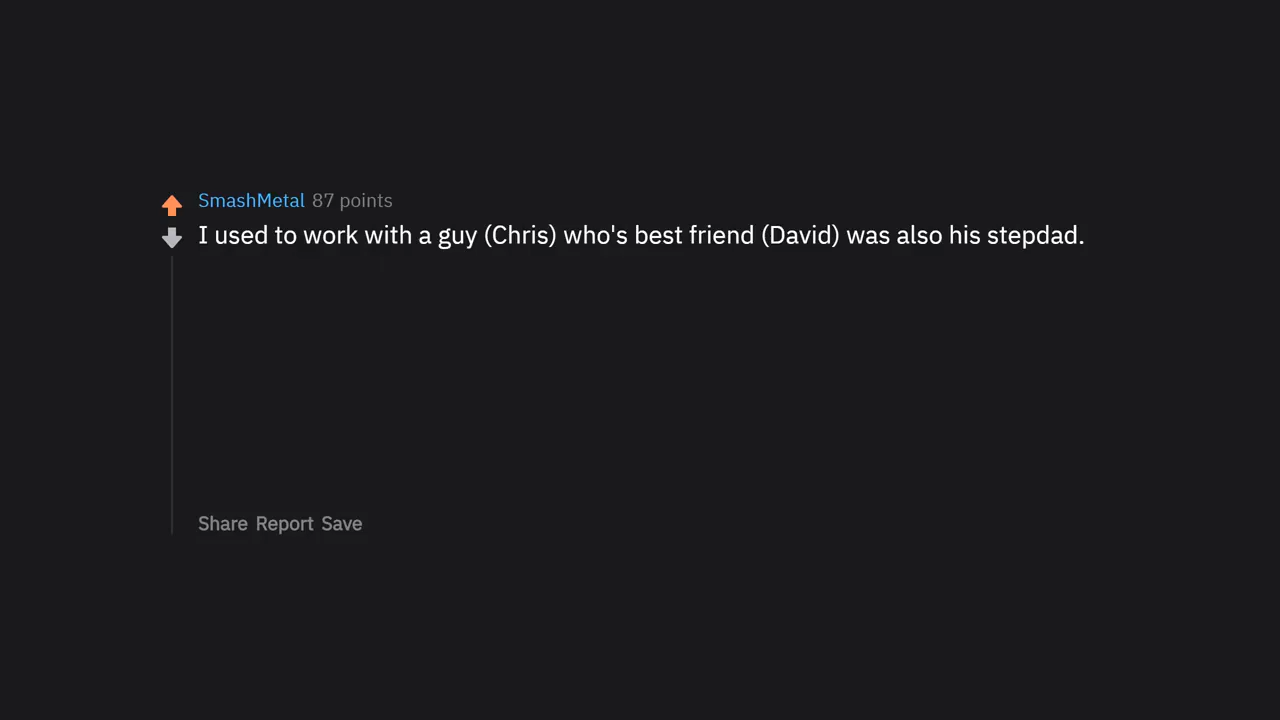 SmashMetal 87 points
I used to work with a guy (Chris) who's best friend (David) was also his stepdad.
Share Report Save